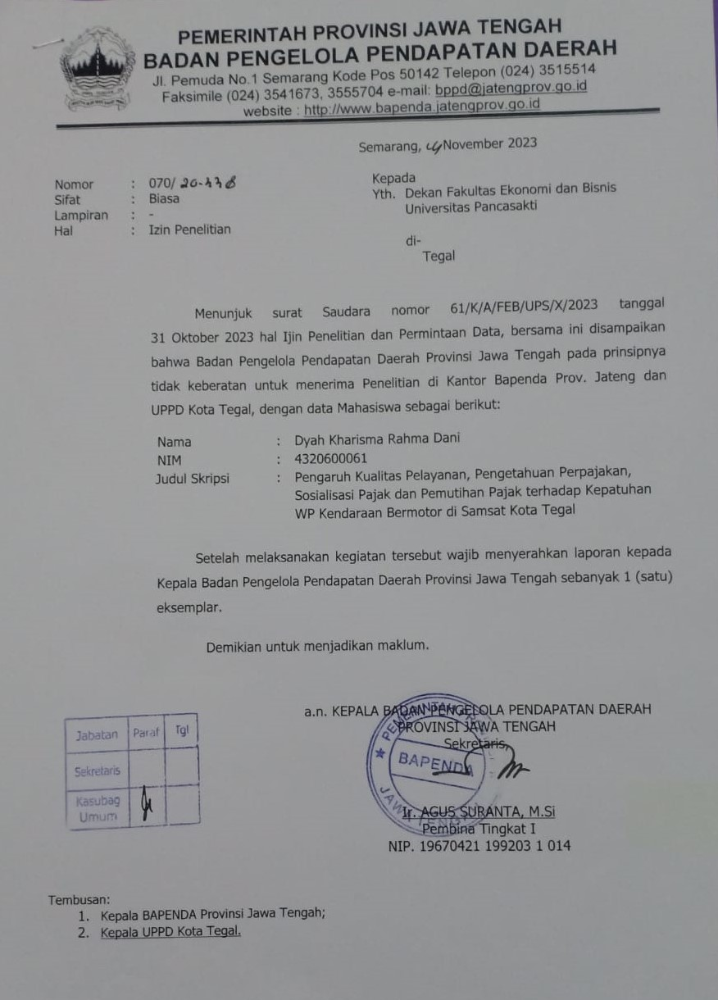 PEMERINTAH PROVINSI JAWA TENGAH
BADAN PENGELOLA PENDAPATAN DAERAH
Jl. Pemuda No.1 Semarang Kode Pos 50142 Telepon (024) 3515514
Faksimile (024) 3541673, 3555704 e-mail: bppd@jatengprov.go.id
website : http://www.bapenda.jatengprov.go.id
Semarang, November 2023
Nomor : 070/
Sifat : Biasa
Lampiran : -
Hal : Izin Penelitian
Kepada
Yth. Dekan Fakultas Ekonomi dan Bisnis
Universitas Pancasakti
di-
Tegal
Menunjuk surat Saudara nomor 61/K/A/FEB/UPS/X/2023 tanggal
31 Oktober 2023 hal Ijin Penelitian dan Permintaan Data, bersama ini disampaikan
bahwa Badan Pengelola Pendapatan Daerah Provinsi Jawa Tengah pada prinsipnya
tidak keberatan untuk menerima Penelitian di Kantor Bapenda Prov. Jateng dan
UPPD Kota Tegal, dengan data Mahasiswa sebagai berikut:
Nama : Dyah Kharisma Rahma Dani
NIM : 4320600061
Judul Skripsi : Pengaruh Kualitas Pelayanan, Pengetahuan Perpajakan,
Sosialisasi Pajak dan Pemutihan Pajak terhadap Kepatuhan
WP Kendaraan Bermotor di Samsat Kota Tegal
Setelah melaksanakan kegiatan tersebut wajib menyerahkan laporan kepada
Kepala Badan Pengelola Pendapatan Daerah Provinsi Jawa Tengah sebanyak 1 (satu)
eksemplar.
Demikian untuk menjadikan maklum.
a.n. KEPALA BADAN PENGELOLA PENDAPATAN DAERAH
PROVINSI JAWA TENGAH
Sekretaris,
BAPENDA
JAWA TENGAH
Ir. AGUS SURANTA, M.Si
Pembina Tingkat I
NIP. 19670421 199203 1 014
Jabatan Paraf Tgl
Sekretaris
Kasubag
Umum
Tembusan:
1. Kepala BAPENDA Provinsi Jawa Tengah;
2. Kepala UPPD Kota Tegal.